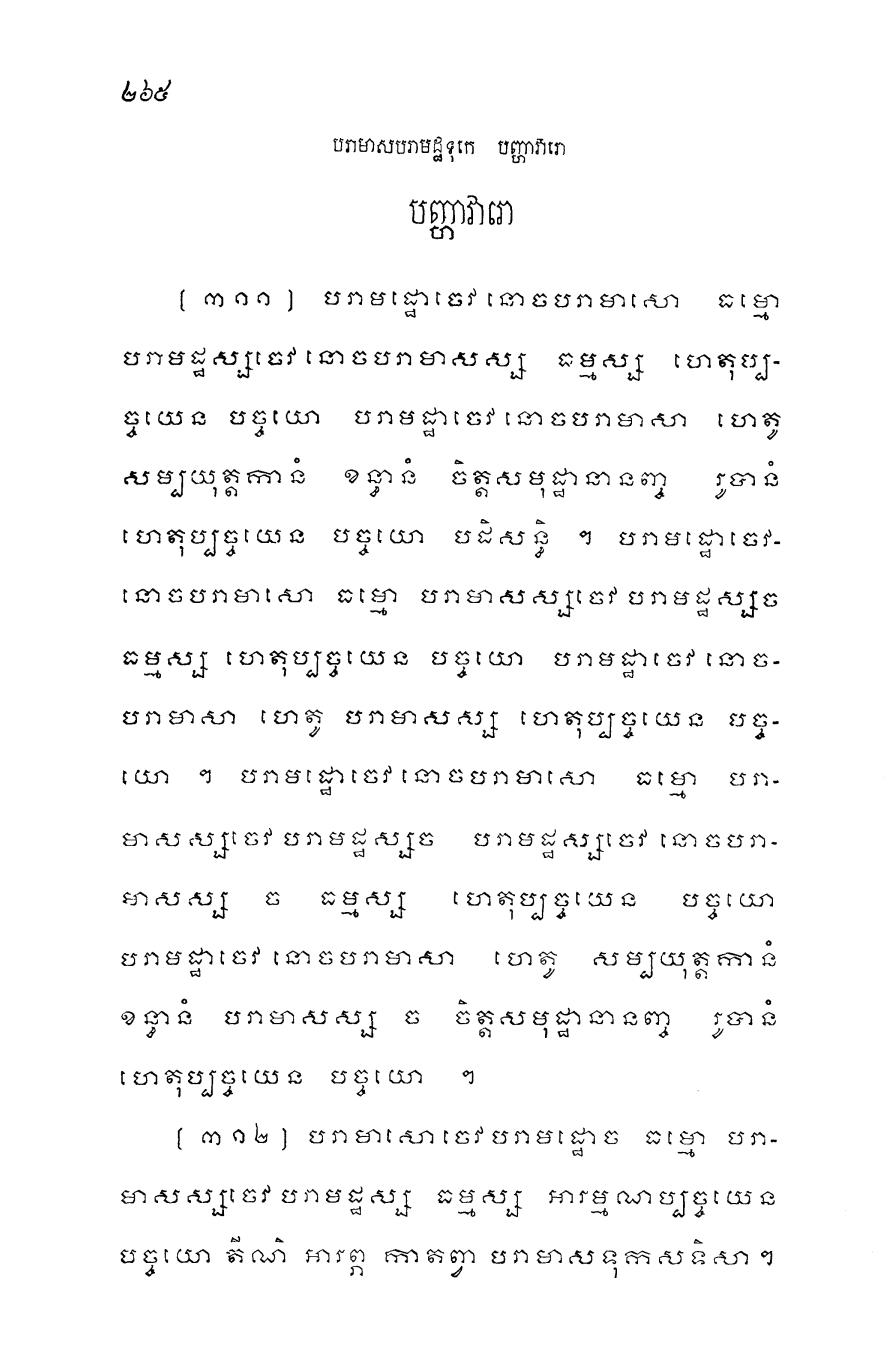 ២៦៥
បរាមាសបរាមដ្ឋទុកេ បញ្ហាវារោ
បញ្ហាវារោ
[ ៣១១ ] បរាមដ្ឋោចេវ នោចបរាមាសោ ធម្មោ
បរាមដ្ឋស្សចេវ នោចបរាមាសស្ស ធម្មស្ស ហេតុប្ប-
ច្ចយេន បច្ចយោ បរាមដ្ឋាចេវ នោចបរាមាសា ហេតូ
សម្បយុត្តកានំ ខន្ធានំ ចិត្តសមុដ្ឋានានញ្ច រូបានំ
ហេតុប្បច្ចយេន បច្ចយោ បដិសន្ធិ ។ បរាមដ្ឋោចេវ-
នោចបរាមាសោ ធម្មោ បរាមាសស្សចេវ បរាមដ្ឋស្សច
ធម្មស្ស ហេតុប្បច្ចយេន បច្ចយោ បរាមដ្ឋាចេវ នោច-
បរាមាសា ហេតូ បរាមាសស្ស ហេតុប្បច្ចយេន បច្ច-
យោ ។ បរាមដ្ឋោចេវ នោចបរាមាសោ ធម្មោ បរា-
មាសស្សចេវ បរាមដ្ឋស្សច បរាមដ្ឋស្សចេវ នោចបរា-
មាសស្ស ច ធម្មស្ស ហេតុប្បច្ចយេន បច្ចយោ
បរាមដ្ឋាចេវ នោចបរាមាសា ហេតូ សម្បយុត្តកានំ
ខន្ធានំ បរាមាសស្ស ច ចិត្តសមុដ្ឋានានញ្ច រូបានំ
ហេតុប្បច្ចយេន បច្ចយោ ។
[ ៣១២ ] បរាមាសោចេវបរាមដ្ឋោច ធម្មោ បរា-
មាសស្សចេវ បរាមដ្ឋស្ស ធម្មស្ស អារម្មណប្បច្ចយេន
បច្ចយោ តីណិ អារព្ភ កាតព្វា បរាមាសទុកសទិសា ។